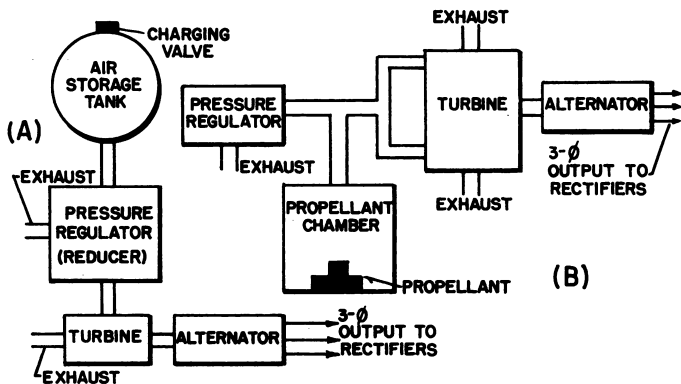 CHARGING
VALVE
AIR
STORAGE
TANK
(A)
EXHAUST
PRESSURE
REGULATOR
(REDUCER)
TURBINE
ALTERNATOR
3-Ø
OUTPUT TO
RECTIFIERS
EXHAUST
EXHAUST
PRESSURE
REGULATOR
EXHAUST
TURBINE
ALTERNATOR
3-Ø
OUTPUT TO
RECTIFIERS
EXHAUST
PROPELLANT
CHAMBER
PROPELLANT
(B)